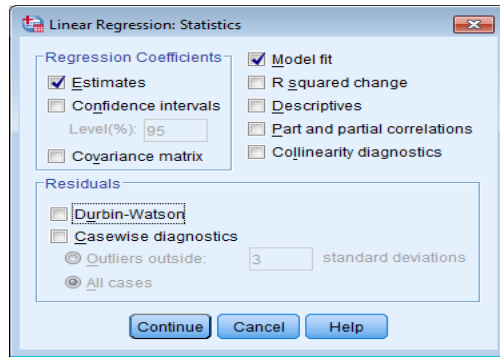 Linear Regression: Statistics
Regression Coefficients
Estimates
Confidence intervals
Level(%): 95
Covariance matrix
Model fit
R squared change
Descriptives
Part and partial correlations
Collinearity diagnostics
Residuals
Durbin-Watson
Casewise diagnostics
Outliers outside: 3 standard deviations
All cases
Continue Cancel Help